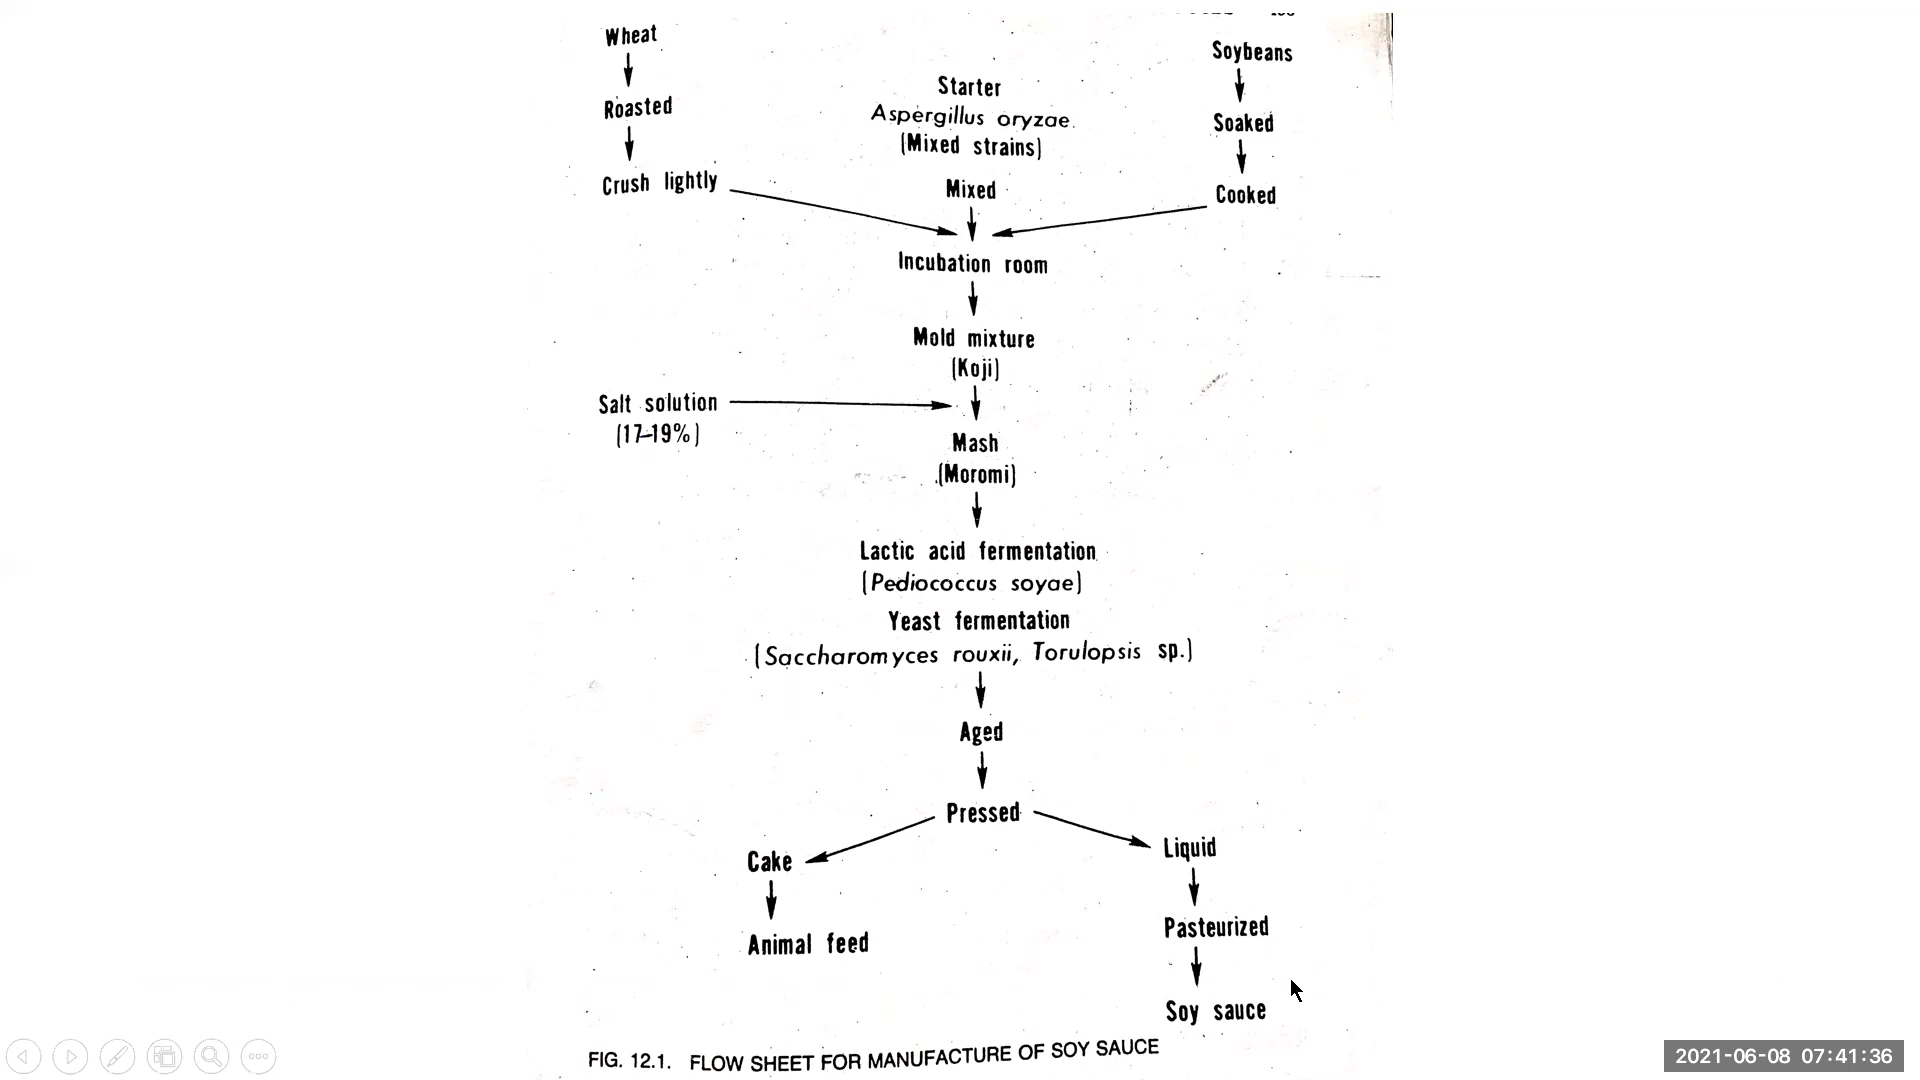 Wheat
Roasted
Crush lightly
Starter
Aspergillus oryzae.
(Mixed strains)
Mixed
Soybeans
Soaked
Cooked
Incubation room
Mold mixture
(Koji)
Salt solution
(17-19%)
Mash
(Moromi)
Lactic acid fermentation
(Pediococcus soyae)
Yeast fermentation
(Saccharomyces rouxii, Torulopsis sp.)
Aged
Pressed
Cake
Animal feed
Liquid
Pasteurized
Soy sauce
FIG. 12.1. FLOW SHEET FOR MANUFACTURE OF SOY SAUCE
2021-06-08 07:41:36